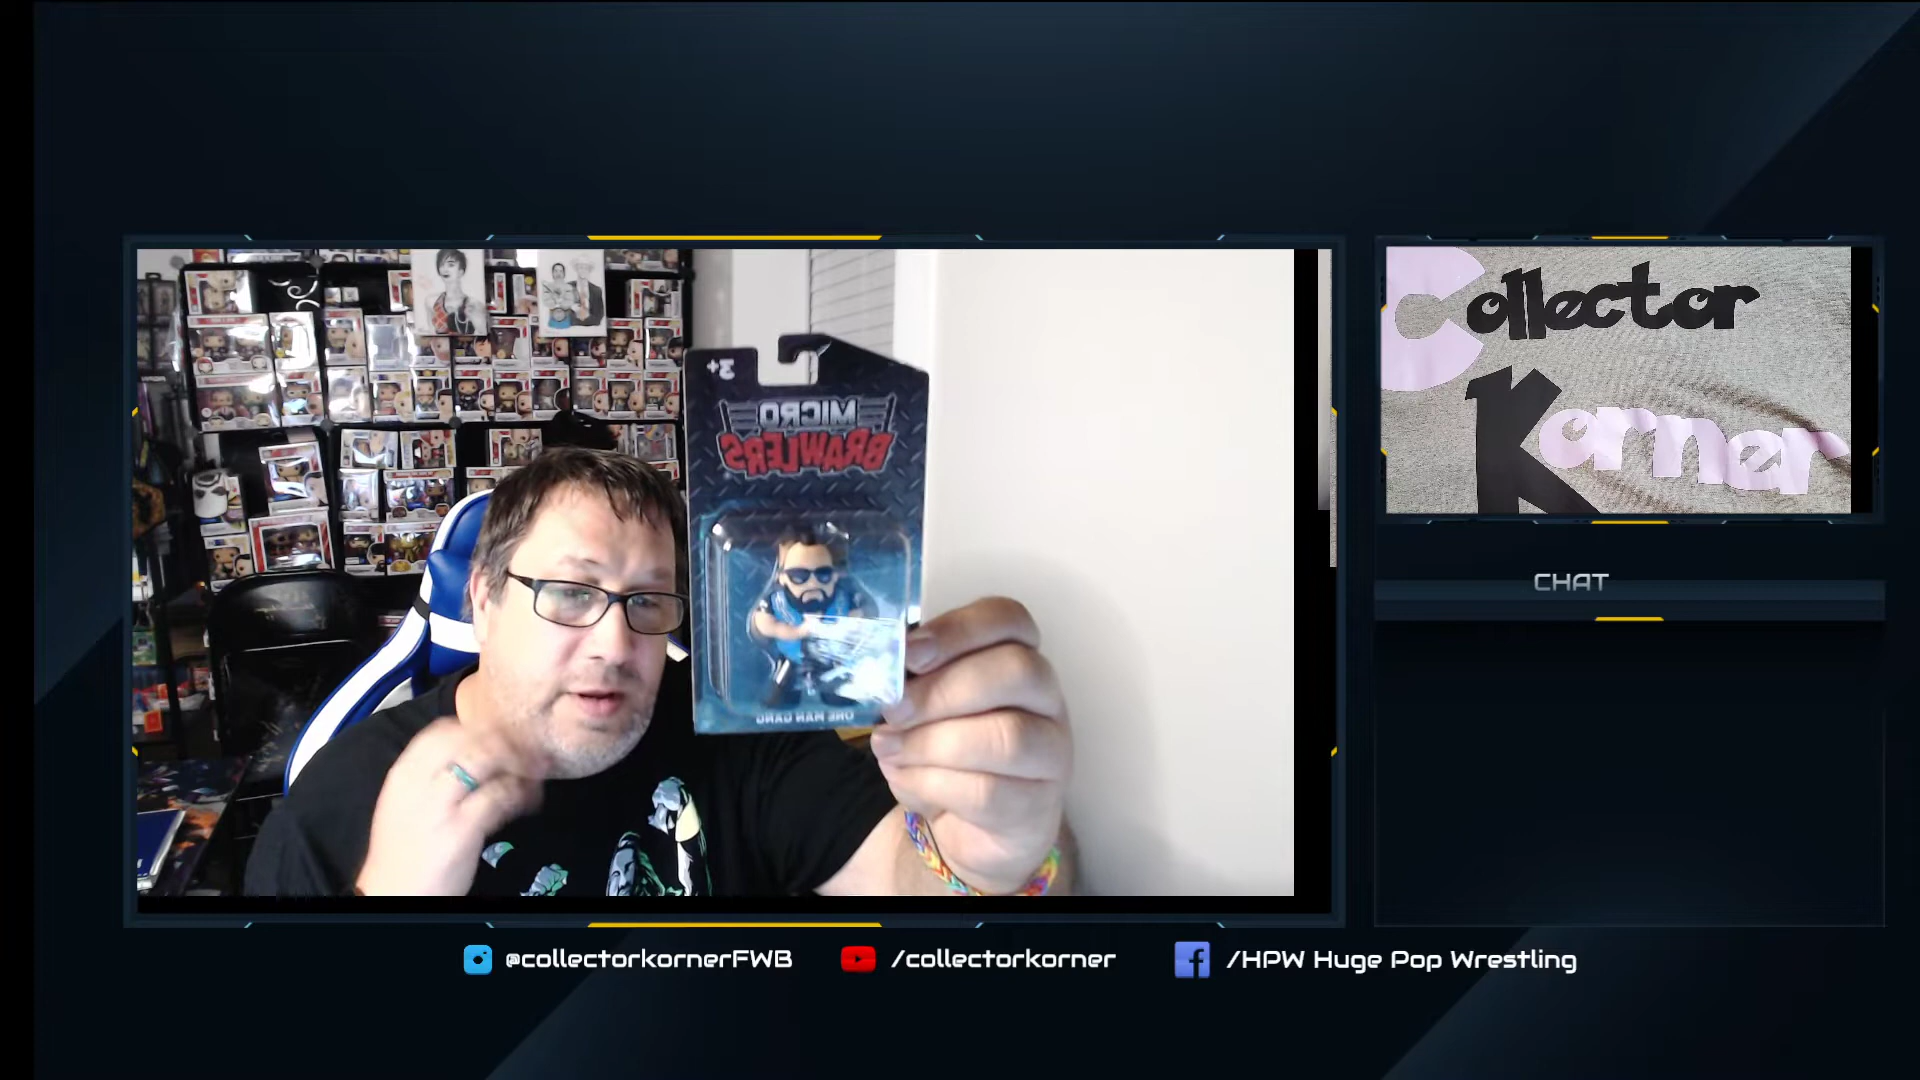 3+
MICRO
BRAWLERS
ONE MAN GANG
Collector
Korner
CHAT
@collectorkornerFWB
/collectorkorner
/HPW Huge Pop Wrestling